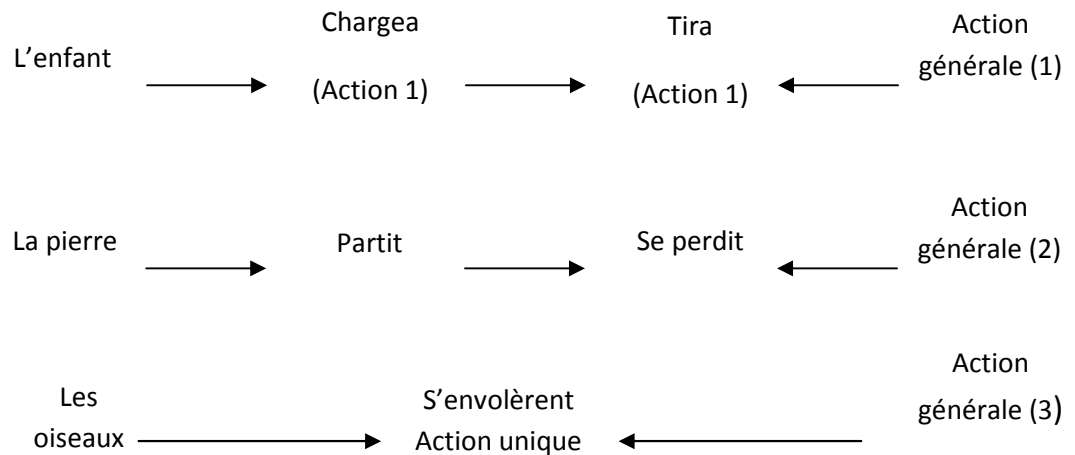 L’enfant
Chargea
(Action 1)
Tira
(Action 1)
Action
générale (1)
La pierre
Partit
Se perdit
Action
générale (2)
Les
oiseaux
S’envolèrent
Action unique
Action
générale (3)